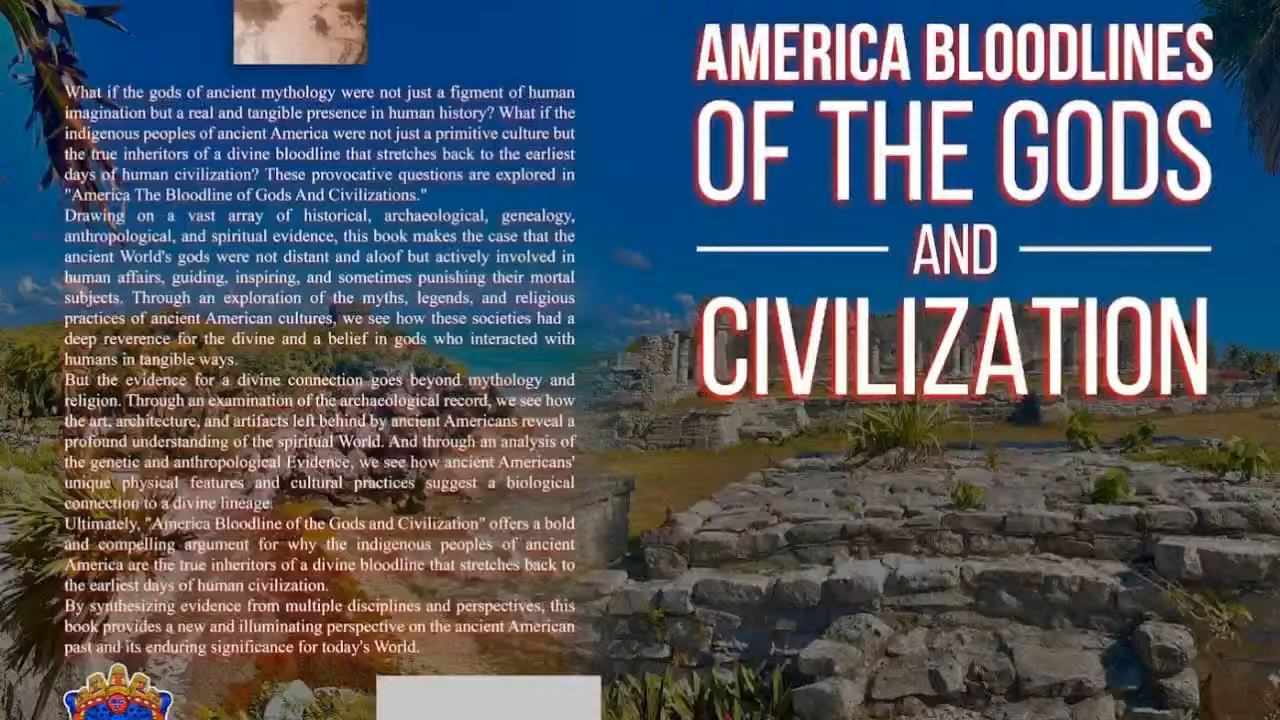 What if the gods of ancient mythology were not just a figment of human
imagination but a real and tangible presence in human history? What if the
indigenous peoples of ancient America were not just a primitive culture but
the true inheritors of a divine bloodline that stretches back to the earliest
days of human civilization? These provocative questions are explored in
"America The Bloodline of Gods And Civilizations."
Drawing on a vast array of historical, archaeological, genealogy,
anthropological, and spiritual evidence, this book makes the case that the
ancient World's gods were not distant and aloof but actively involved in
human affairs, guiding, inspiring, and sometimes punishing their mortal
subjects. Through an exploration of the myths, legends, and religious
practices of ancient American cultures, we see how these societies had a
deep reverence for the divine and a belief in gods who interacted with
humans in tangible ways.
But the evidence for a divine connection goes beyond mythology and
religion. Through an examination of the archaeological record, we see how
the art, architecture, and artifacts left behind by ancient Americans reveal a
profound understanding of the spiritual World. And through an analysis of
the genetic and anthropological Evidence, we see how ancient Americans'
unique physical features and cultural practices suggest a biological
connection to a divine lineage.
Ultimately, "America Bloodline of the Gods and Civilization" offers a bold
and compelling argument for why the indigenous peoples of ancient
America are the true inheritors of a divine bloodline that stretches back to
the earliest days of human civilization.
By synthesizing evidence from multiple disciplines and perspectives, this
book provides a new and illuminating perspective on the ancient American
past and its enduring significance for today's World.
AMERICA BLOODLINES
OF THE GODS
AND
CIVILIZATION